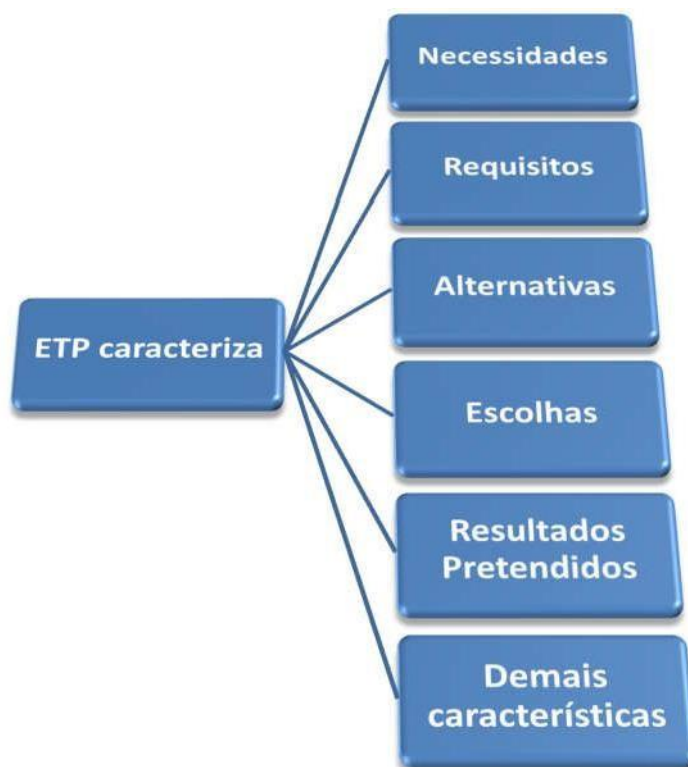 ETP caracteriza
Necessidades
Requisitos
Alternativas
Escolhas
Resultados
Pretendidos
Demais
características